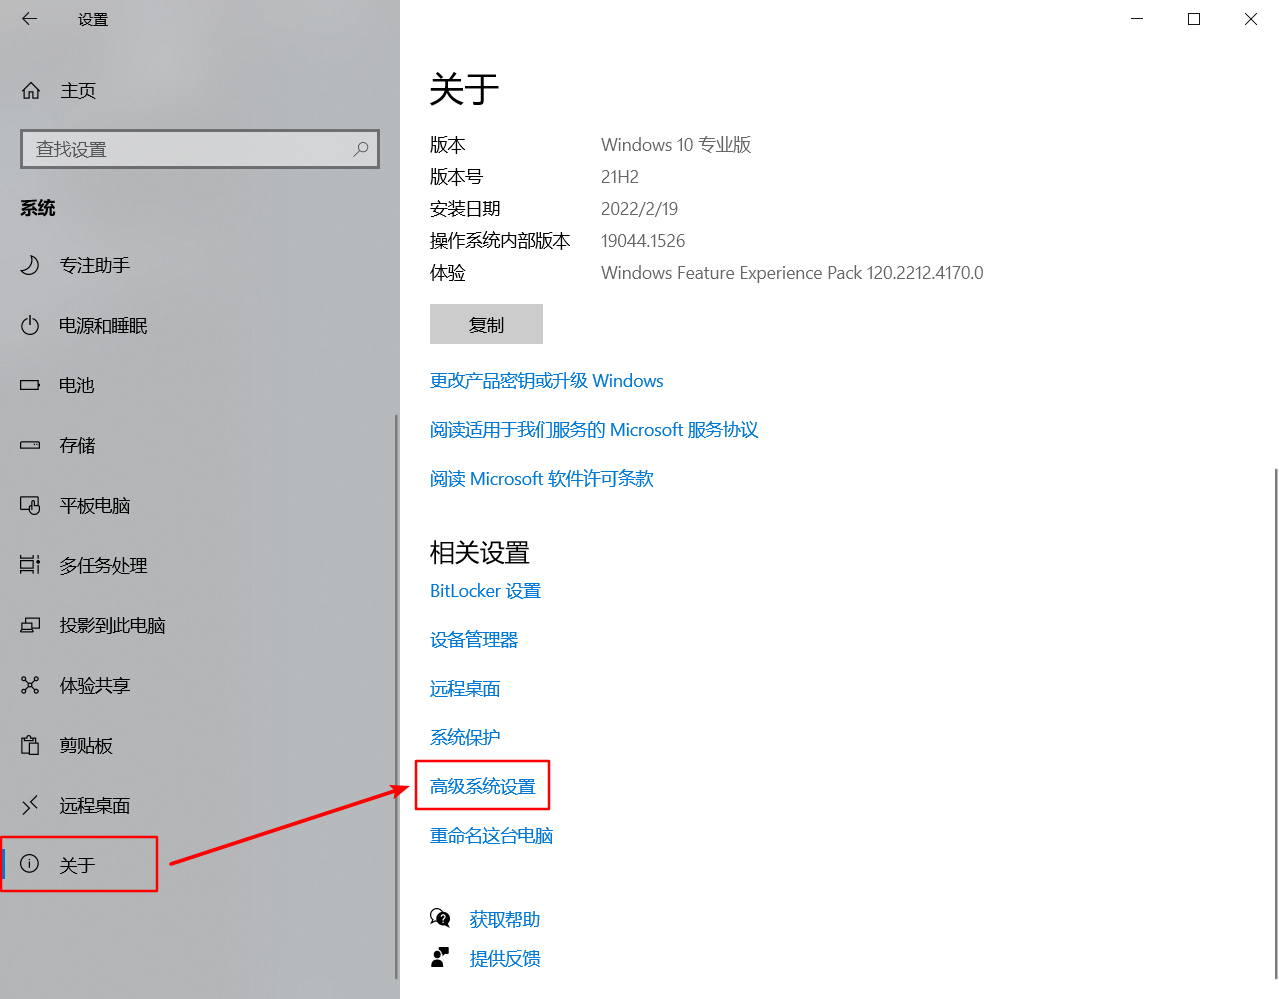 设置
主页
查找设置
系统
专注助手
电源和睡眠
电池
存储
平板电脑
多任务处理
投影到此电脑
体验共享
剪贴板
远程桌面
关于
关于
版本 Windows 10 专业版
版本号 21H2
安装日期 2022/2/19
操作系统内部版本 19044.1526
体验 Windows Feature Experience Pack 120.2212.4170.0
复制
更改产品密钥或升级 Windows
阅读适用于我们服务的 Microsoft 服务协议
阅读 Microsoft 软件许可条款
相关设置
BitLocker 设置
设备管理器
远程桌面
系统保护
高级系统设置
重命名这台电脑
获取帮助
提供反馈